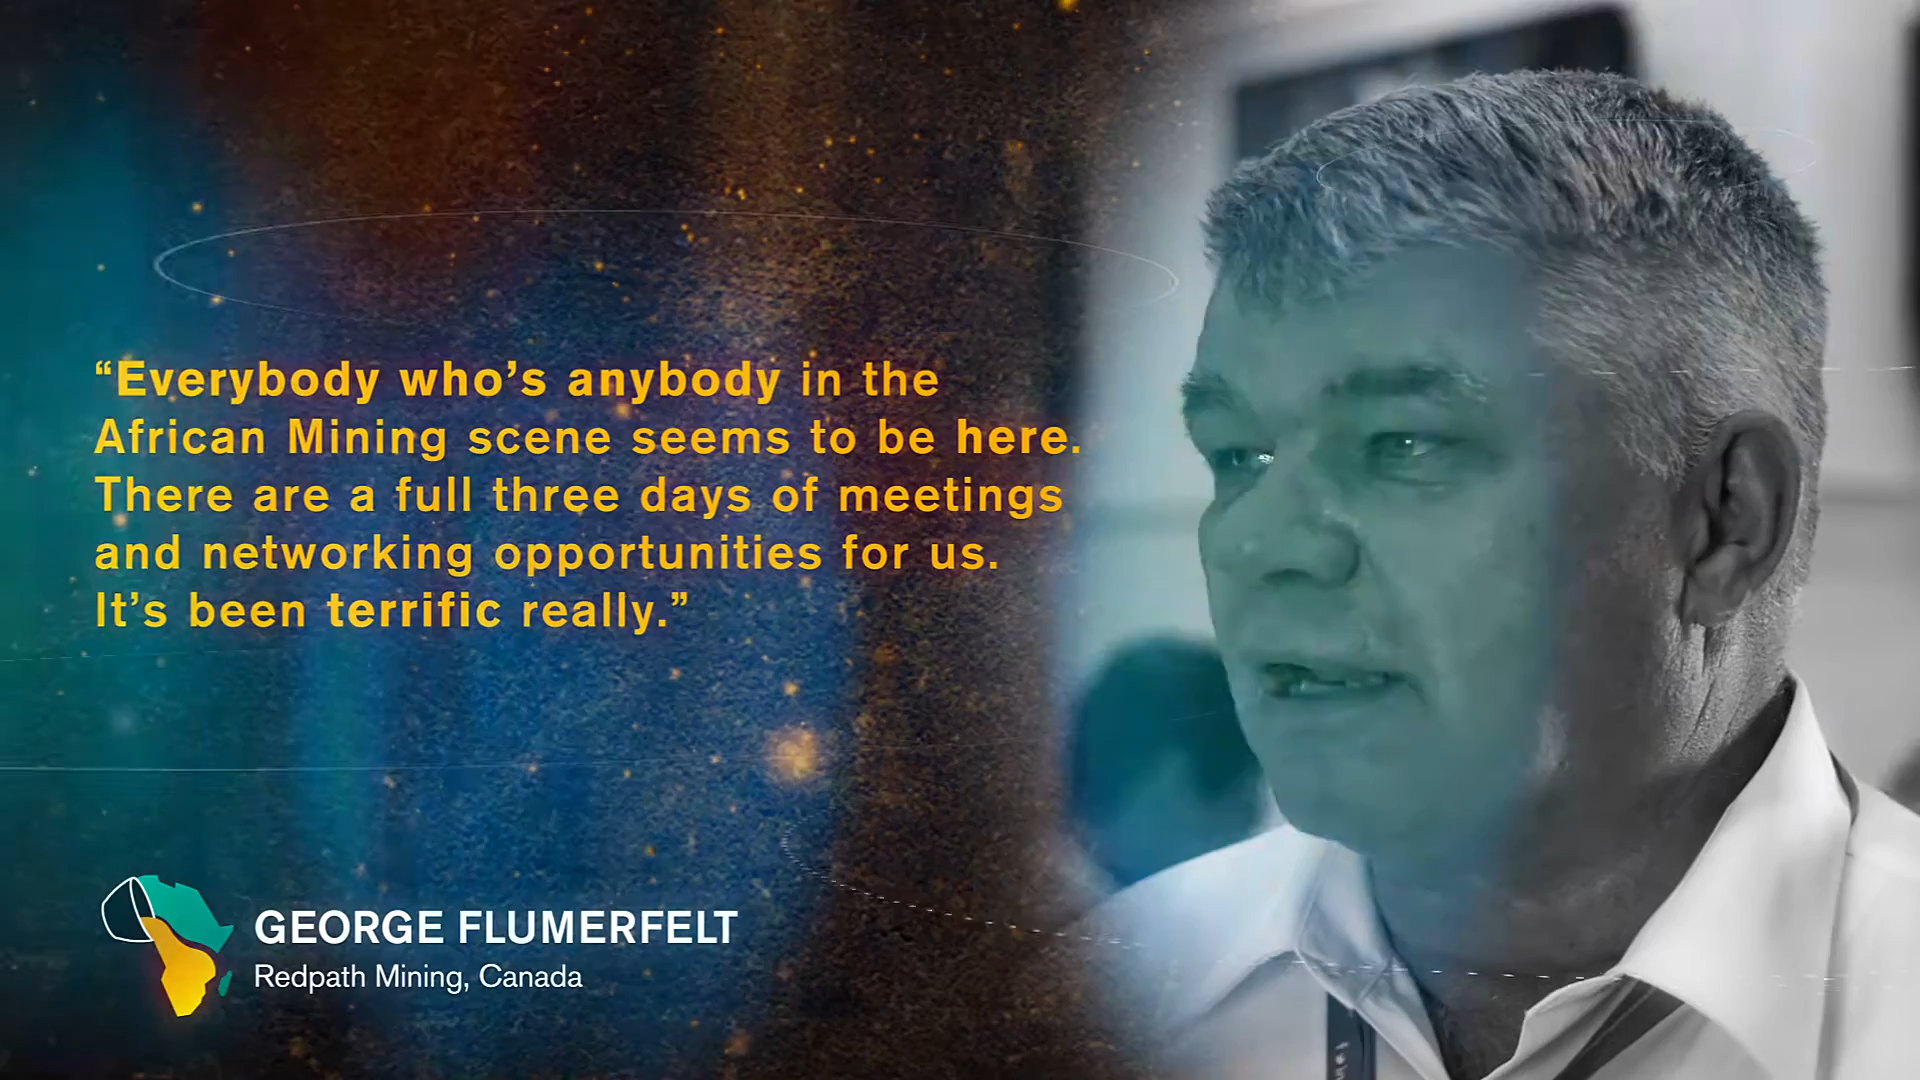 “Everybody who’s anybody in the
African Mining scene seems to be here.
There are a full three days of meetings
and networking opportunities for us.
It’s been terrific really.”
GEORGE FLUMERFELT
Redpath Mining, Canada